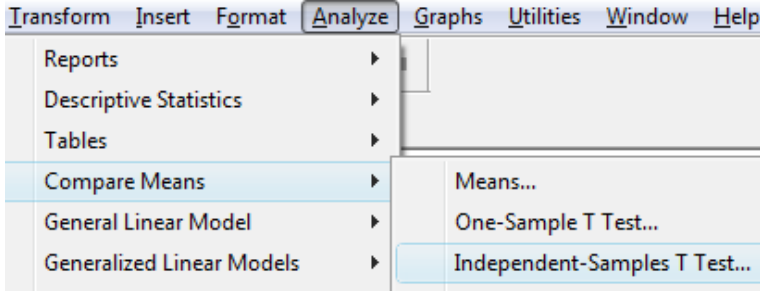 Transform Insert Format Analyze Graphs Utilities Window Help
Reports
Descriptive Statistics
Tables
Compare Means
General Linear Model
Generalized Linear Models
Means...
One-Sample T Test...
Independent-Samples T Test...